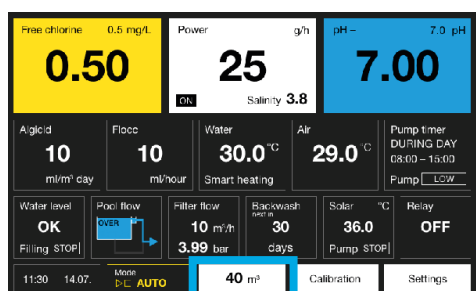 Free chlorine 0.5 mg/L
0.50
Power g/h
25
ON Salinity 3.8
pH – 7.0 pH
7.00
Algicid
10
ml/m³ day
Flocc
10
ml/hour
Water
30.0 °C
Smart heating
Air
29.0 °C
Pump timer
DURING DAY
08:00 – 15:00
Pump LOW
Water level
OK
Filling STOP
Pool flow
OVER
Filter flow
10 m³/h
3.99 bar
Backwash
next in
30
days
Solar °C
36.0
Pump STOP
Relay
OFF
11:30 14.07.
Mode
AUTO
40 m³
Calibration
Settings